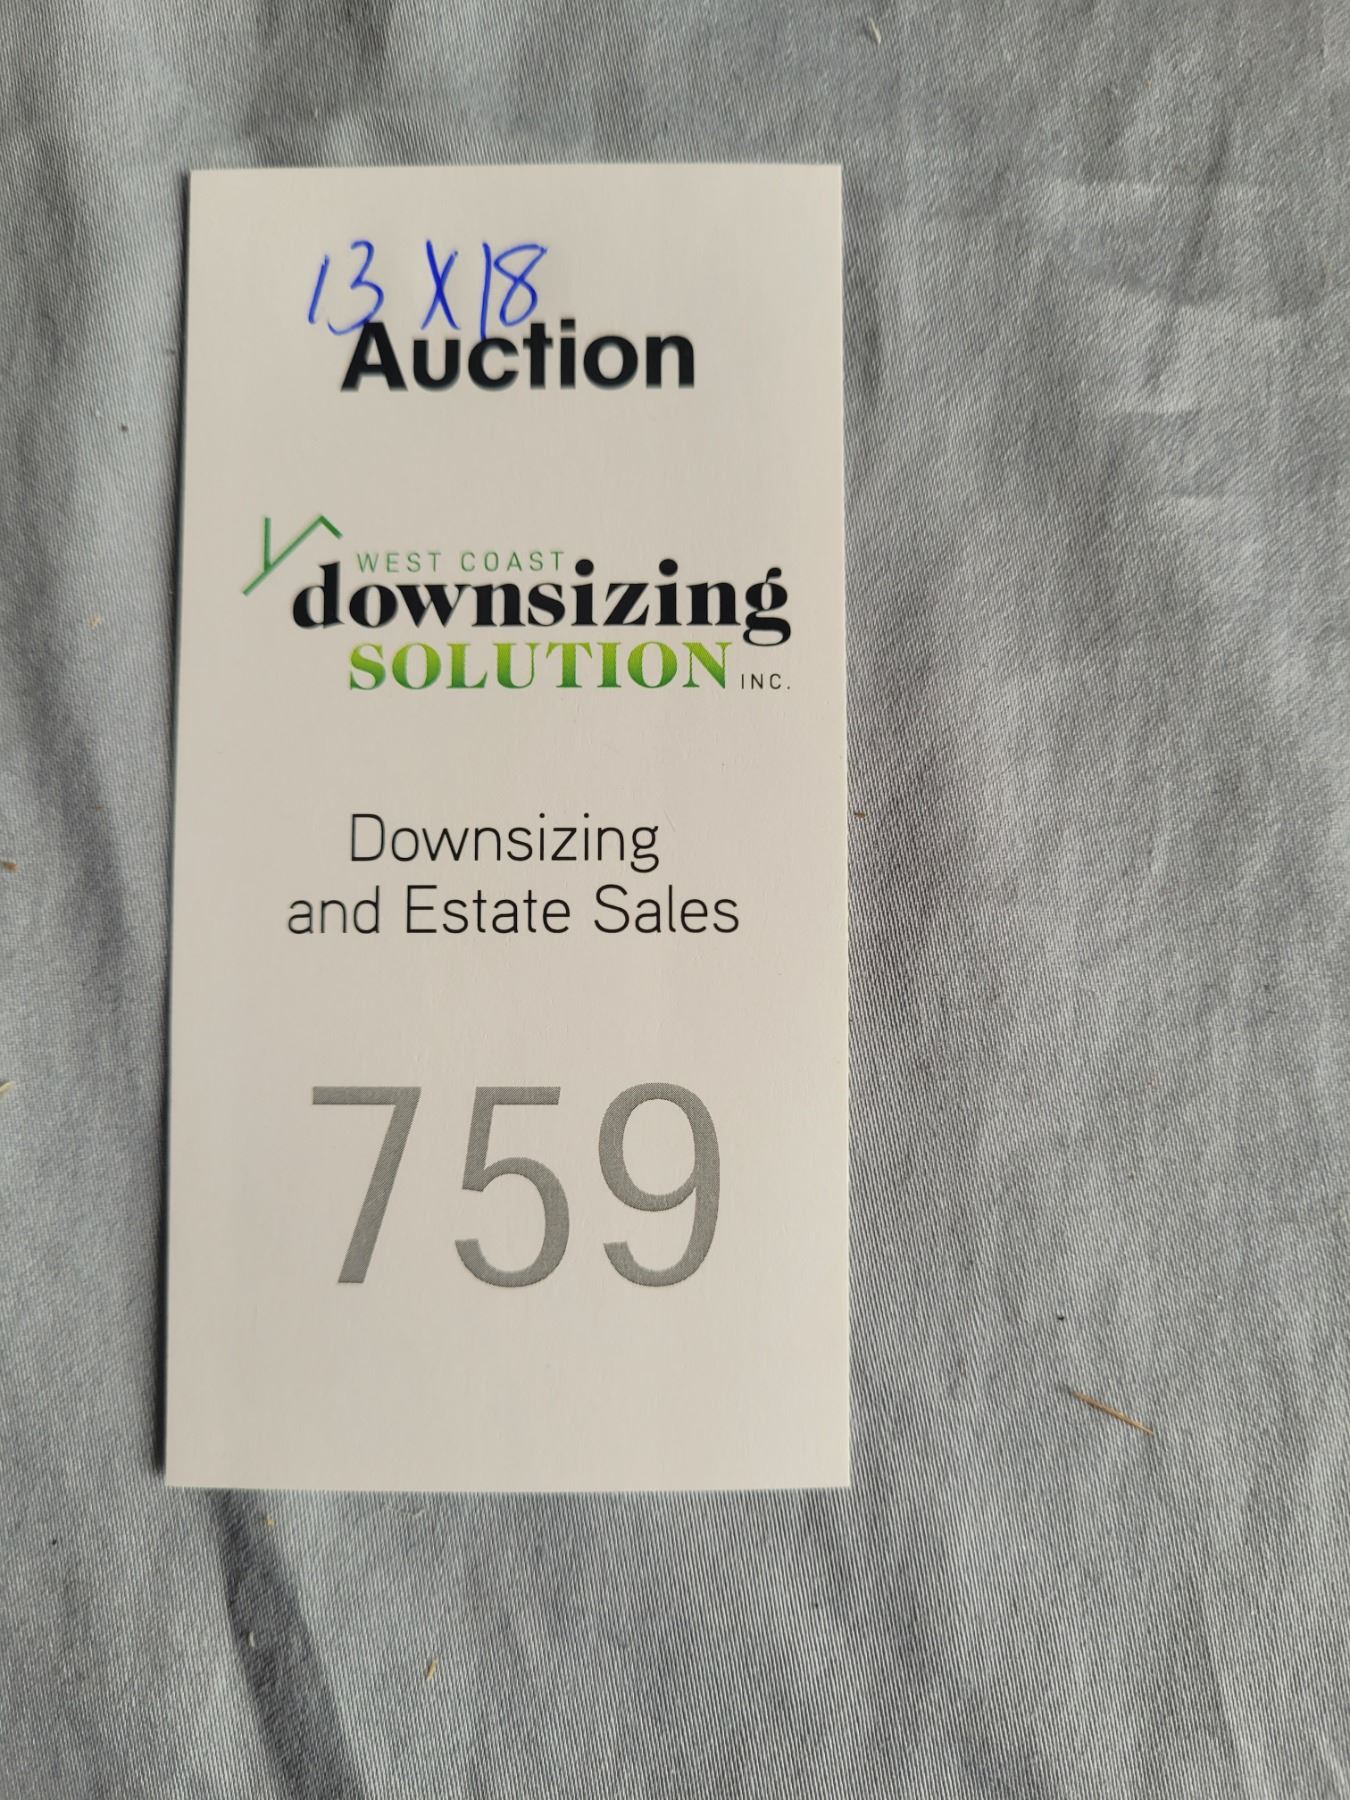 13 X 18
Auction
WEST COAST
downsizing
SOLUTION INC.
Downsizing
and Estate Sales
759